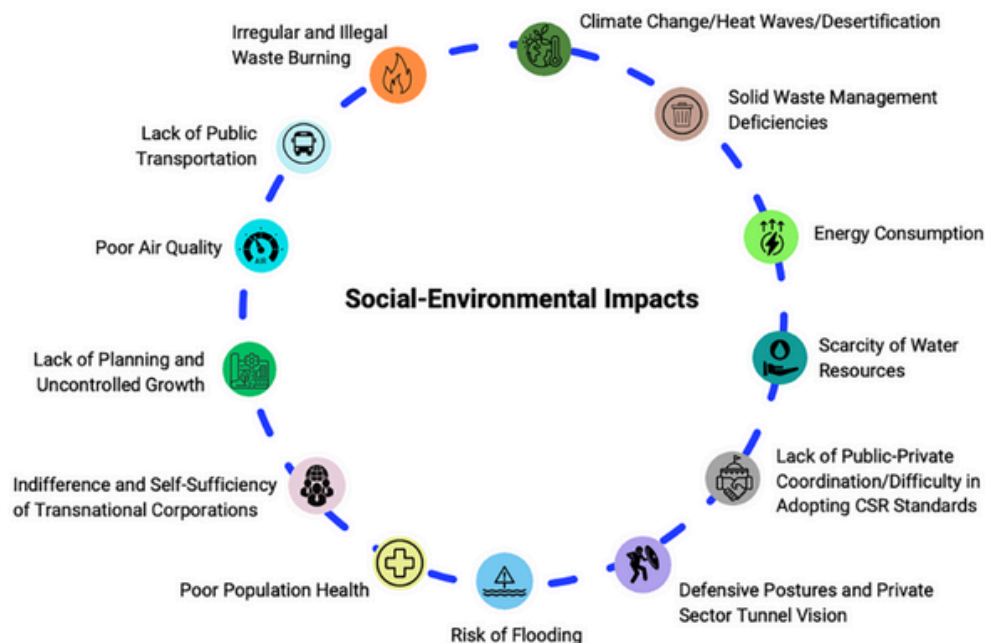 Climate Change/Heat Waves/Desertification
Solid Waste Management
Deficiencies
Energy Consumption
Scarcity of Water
Resources
Lack of Public-Private
Coordination/Difficulty in
Adopting CSR Standards
Defensive Postures and Private
Sector Tunnel Vision
Risk of Flooding
Poor Population Health
Indifference and Self-Sufficiency
of Transnational Corporations
Lack of Planning and
Uncontrolled Growth
Poor Air Quality
AIR
Lack of Public
Transportation
Irregular and Illegal
Waste Burning
Social-Environmental Impacts